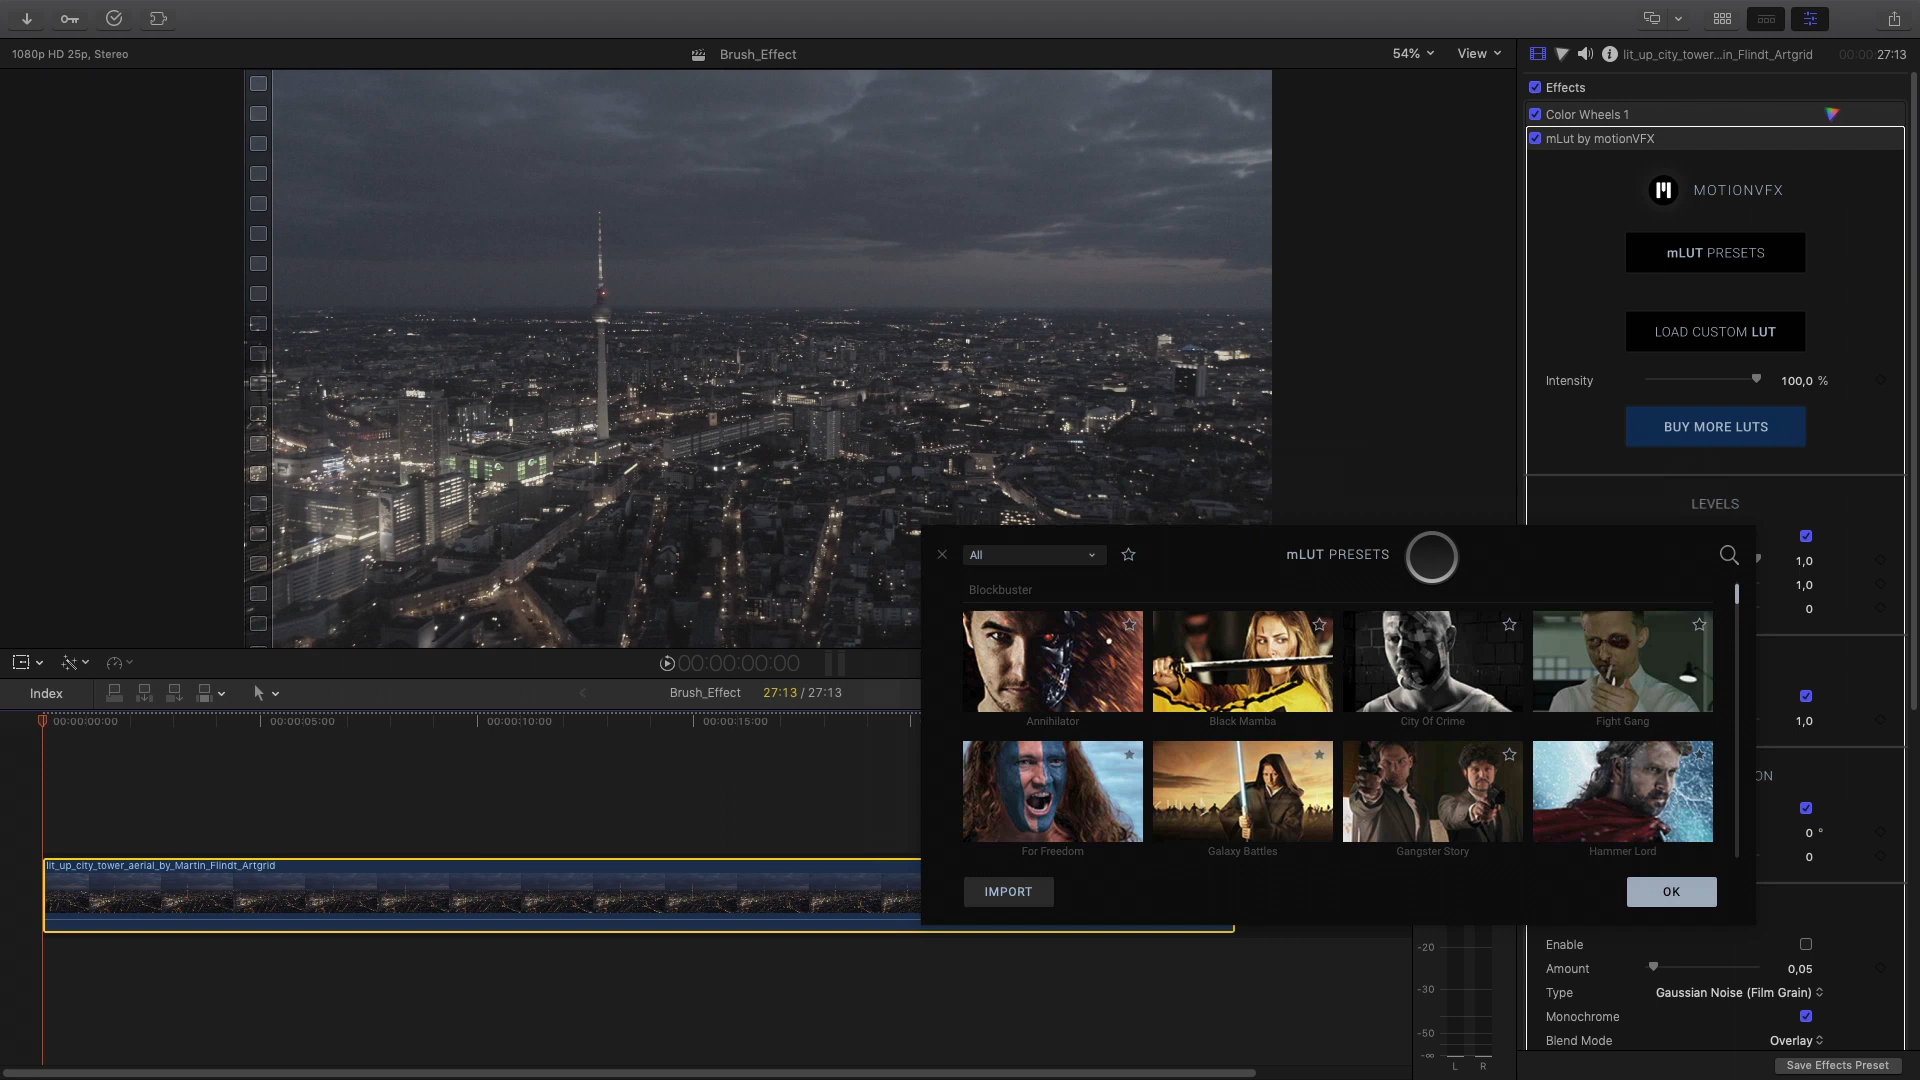 1080p HD 25p, Stereo
Brush_Effect
54%
View
lit_up_city_tower...in_Flindt_Artgrid
00:00:27:13
Effects
Color Wheels 1
mLut by motionVFX
MOTIONVFX
mLUT PRESETS
LOAD CUSTOM LUT
Intensity
100,0 %
BUY MORE LUTS
LEVELS
1,0
1,0
0
All
mLUT PRESETS
Blockbuster
Annihilator
Black Mamba
City Of Crime
Fight Gang
For Freedom
Galaxy Battles
Gangster Story
Hammer Lord
IMPORT
OK
1,0
ON
0 °
0
00:00:00:00
Index
Brush_Effect
27:13 / 27:13
00:00:00:00
00:00:05:00
00:00:10:00
00:00:15:00
lit_up_city_tower_aerial_by_Martin_Flindt_Artgrid
-20
-30
-50
-∞
L
R
Enable
Amount
0,05
Type
Gaussian Noise (Film Grain)
Monochrome
Blend Mode
Overlay
Save Effects Preset